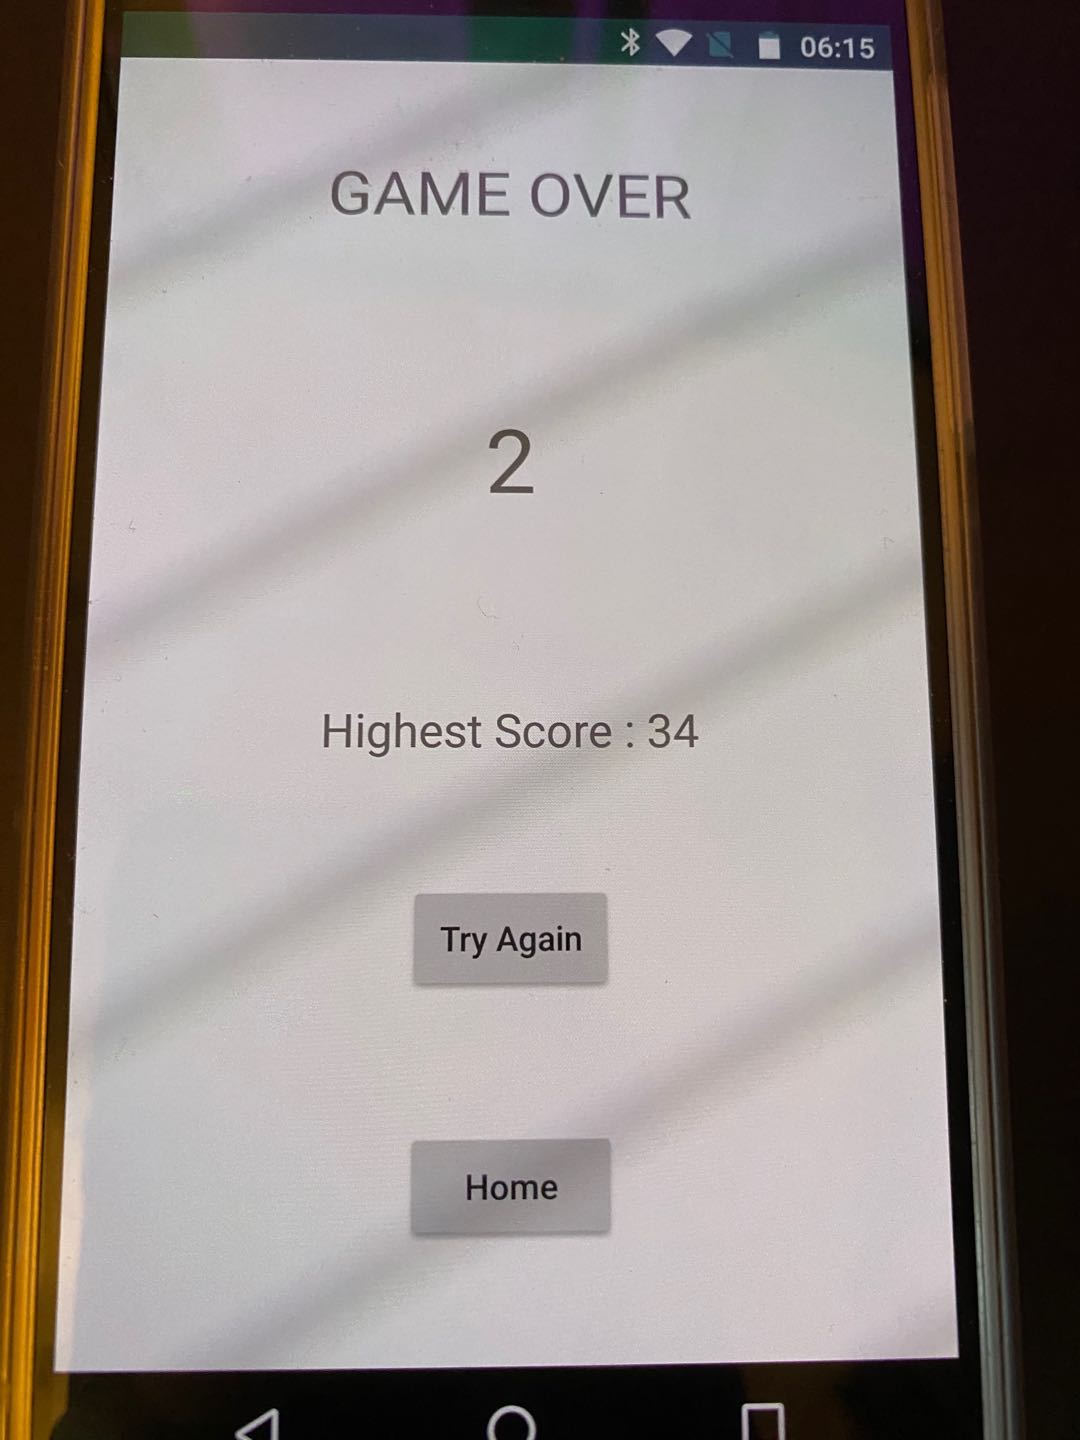 06:15
GAME OVER
2
Highest Score : 34
Try Again
Home